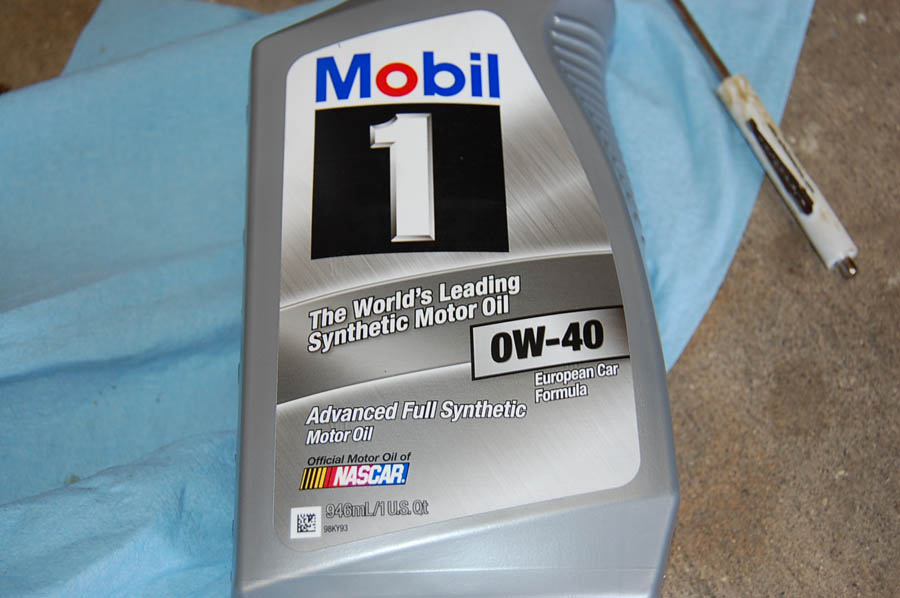 Mobil
1
The World's Leading
Synthetic Motor Oil
0W-40
European Car
Formula
Advanced Full Synthetic
Motor Oil
Official Motor Oil of
NASCAR.
946mL/1 U.S. Qt
98KY93